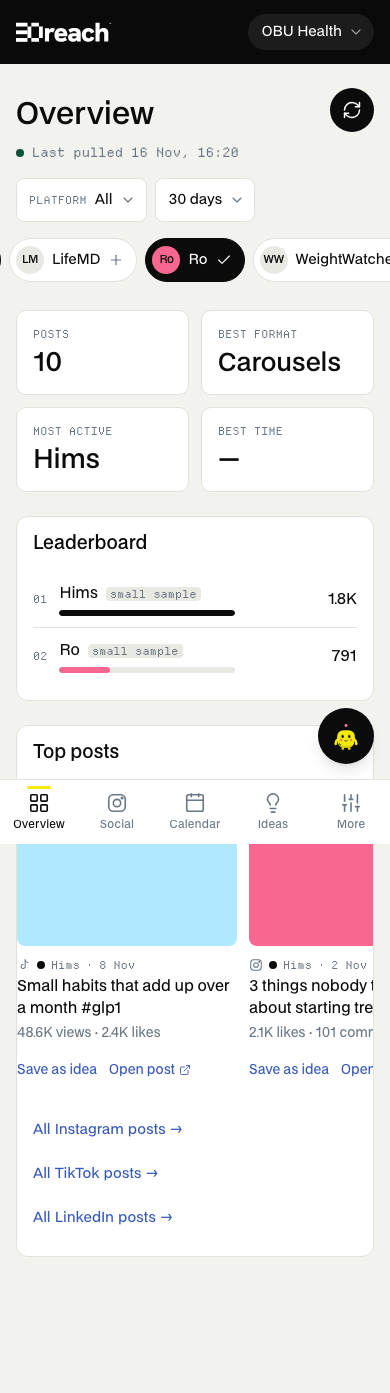 reach
OBU Health
Overview
Last pulled 16 Nov, 16:20
PLATFORM All
30 days
LM LifeMD
Ro Ro
WW WeightWatche
POSTS
10
BEST FORMAT
Carousels
MOST ACTIVE
Hims
BEST TIME
—
Leaderboard
01 Hims small sample 1.8K
02 Ro small sample 791
Top posts
Overview
Social
Calendar
Ideas
More
Hims · 8 Nov
Small habits that add up over
a month #glp1
48.6K views · 2.4K likes
Save as idea Open post
Hims · 2 Nov
3 things nobody t
about starting tre
2.1K likes · 101 comm
Save as idea Open
All Instagram posts →
All TikTok posts →
All LinkedIn posts →